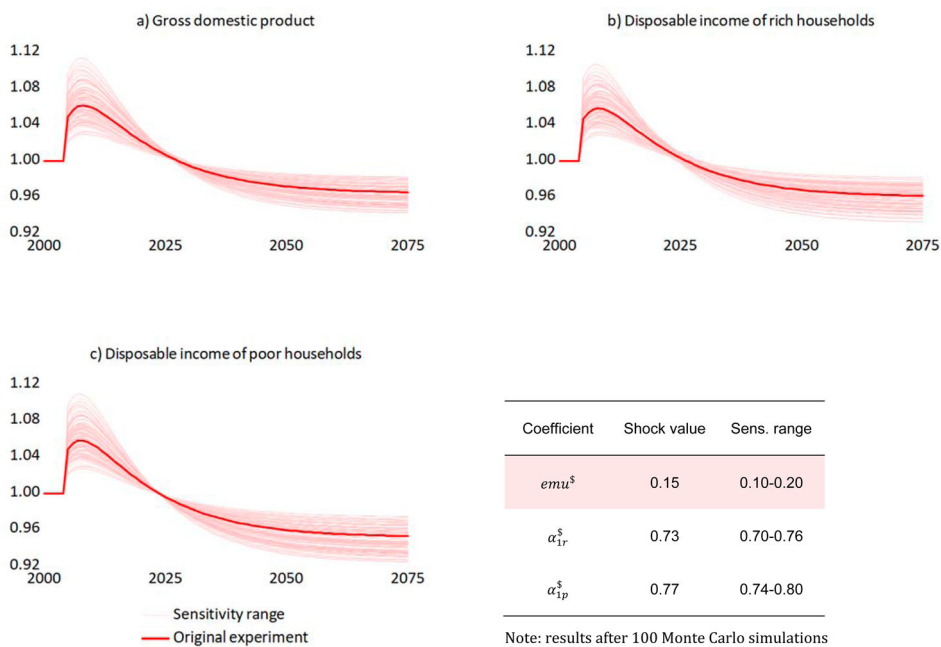 a) Gross domestic product
1.12
1.08
1.04
1.00
0.96
0.92
2000 2025 2050 2075
b) Disposable income of rich households
1.12
1.08
1.04
1.00
0.96
0.92
2000 2025 2050 2075
c) Disposable income of poor households
1.12
1.08
1.04
1.00
0.96
0.92
2000 2025 2050 2075
Sensitivity range
Original experiment
Coefficient Shock value Sens. range
emu$ 0.15 0.10-0.20
α$1r 0.73 0.70-0.76
α$1p 0.77 0.74-0.80
Note: results after 100 Monte Carlo simulations